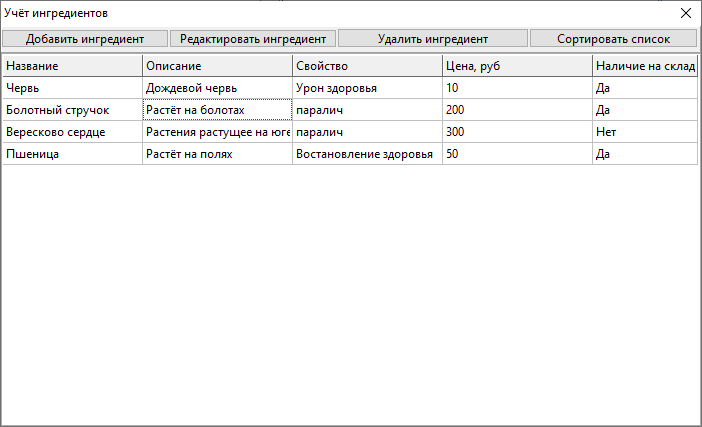 Учёт ингредиентов
Добавить ингредиент Редактировать ингредиент Удалить ингредиент Сортировать список
Название Описание Свойство Цена, руб Наличие на склад
Червь Дождевой червь Урон здоровья 10 Да
Болотный стручок Растёт на болотах паралич 200 Да
Вересково сердце Растения растущее на юге паралич 300 Нет
Пшеница Растёт на полях Востановление здоровья 50 Да